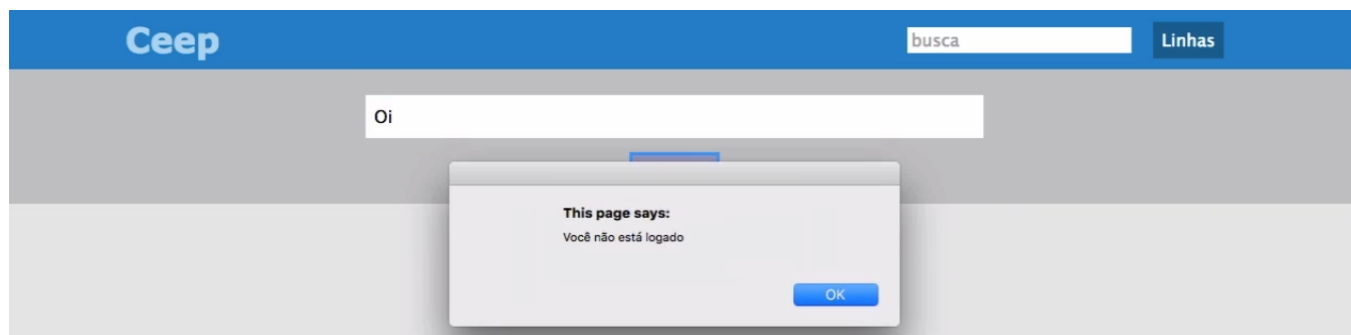 Ceep
busca
Linhas
Oi
This page says:
Você não está logado
OK